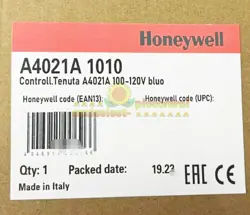 Honeywell
A4021A 1010
Controll.Tenuta A4021A 100-120V bluo
Honeywell code (EAN13):
Honeywell code (UPC):
Qty: 1
Packed date:
19.23
EAC
CE
Made in Italy